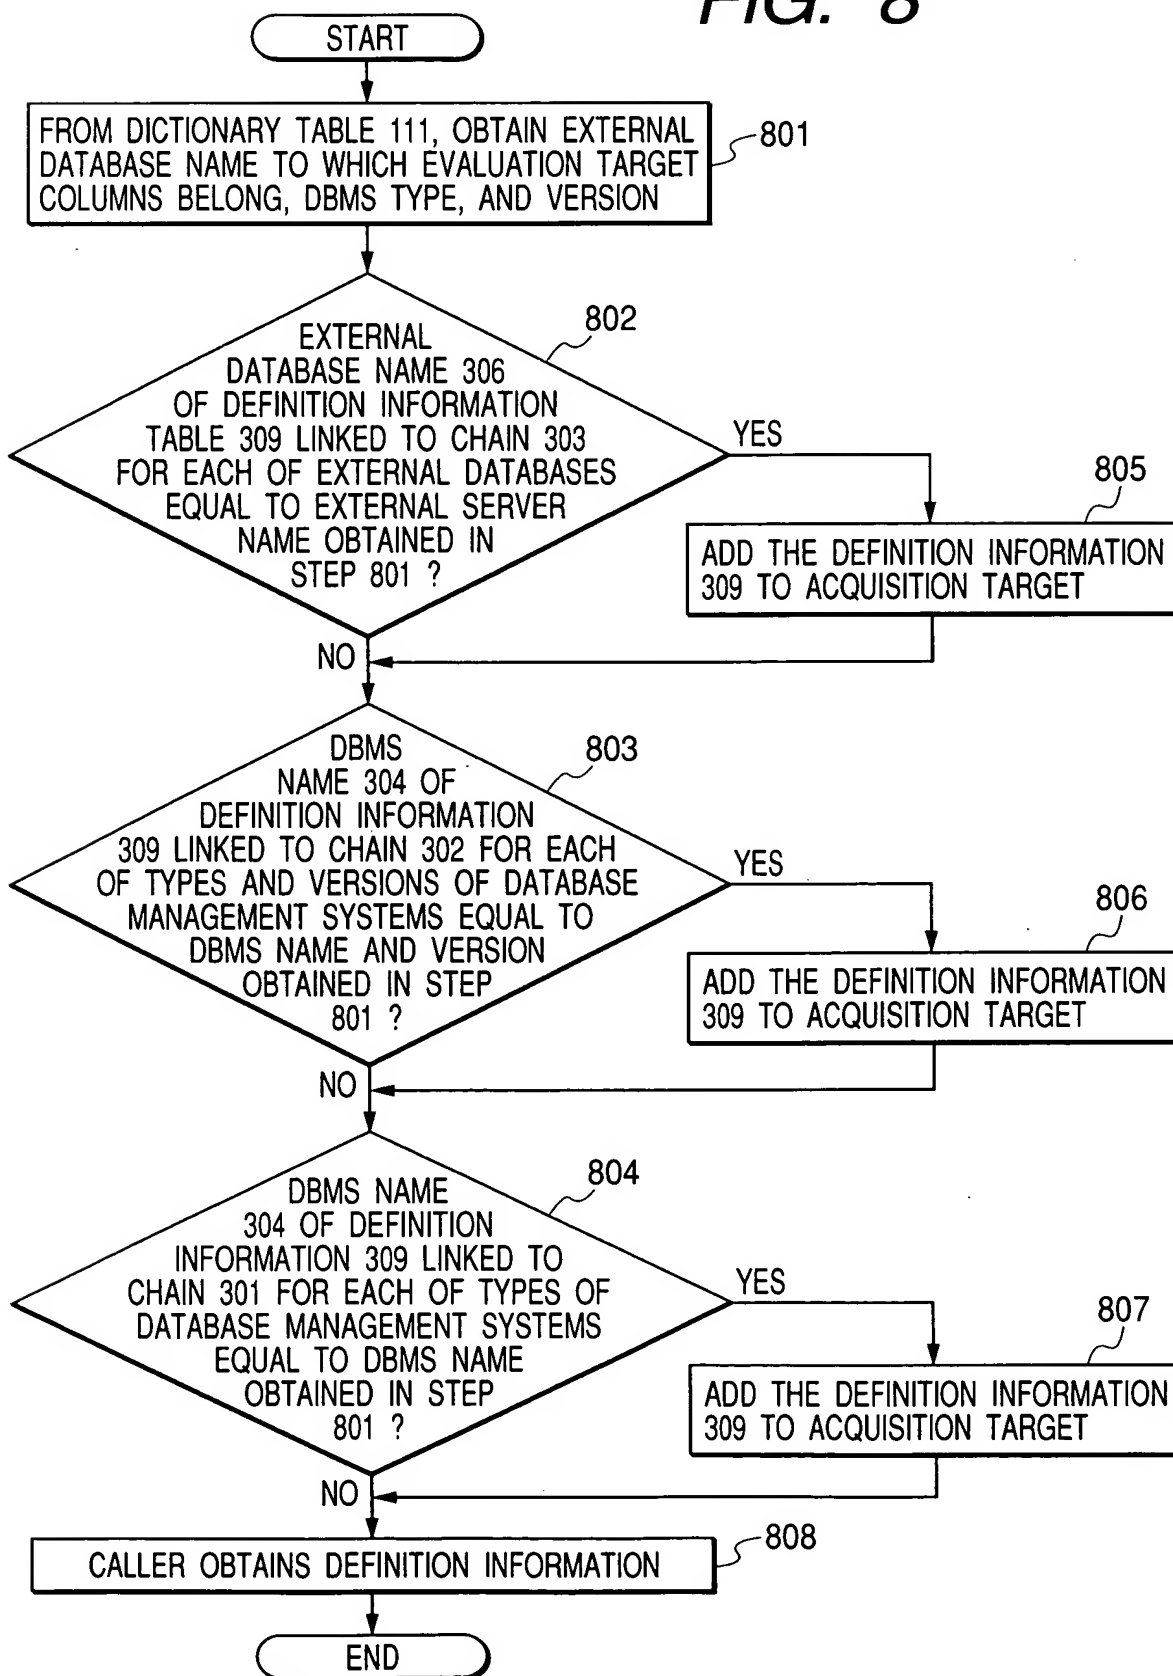 FIG. 8
START
FROM DICTIONARY TABLE 111, OBTAIN EXTERNAL
DATABASE NAME TO WHICH EVALUATION TARGET
COLUMNS BELONG, DBMS TYPE, AND VERSION
801
802
EXTERNAL
DATABASE NAME 306
OF DEFINITION INFORMATION
TABLE 309 LINKED TO CHAIN 303
FOR EACH OF EXTERNAL DATABASES
EQUAL TO EXTERNAL SERVER
NAME OBTAINED IN
STEP 801 ?
YES
805
ADD THE DEFINITION INFORMATION
309 TO ACQUISITION TARGET
NO
803
DBMS
NAME 304 OF
DEFINITION INFORMATION
309 LINKED TO CHAIN 302 FOR EACH
OF TYPES AND VERSIONS OF DATABASE
MANAGEMENT SYSTEMS EQUAL TO
DBMS NAME AND VERSION
OBTAINED IN STEP
801 ?
YES
806
ADD THE DEFINITION INFORMATION
309 TO ACQUISITION TARGET
NO
804
DBMS NAME
304 OF DEFINITION
INFORMATION 309 LINKED TO
CHAIN 301 FOR EACH OF TYPES OF
DATABASE MANAGEMENT SYSTEMS
EQUAL TO DBMS NAME
OBTAINED IN STEP
801 ?
YES
807
ADD THE DEFINITION INFORMATION
309 TO ACQUISITION TARGET
NO
CALLER OBTAINS DEFINITION INFORMATION
808
END